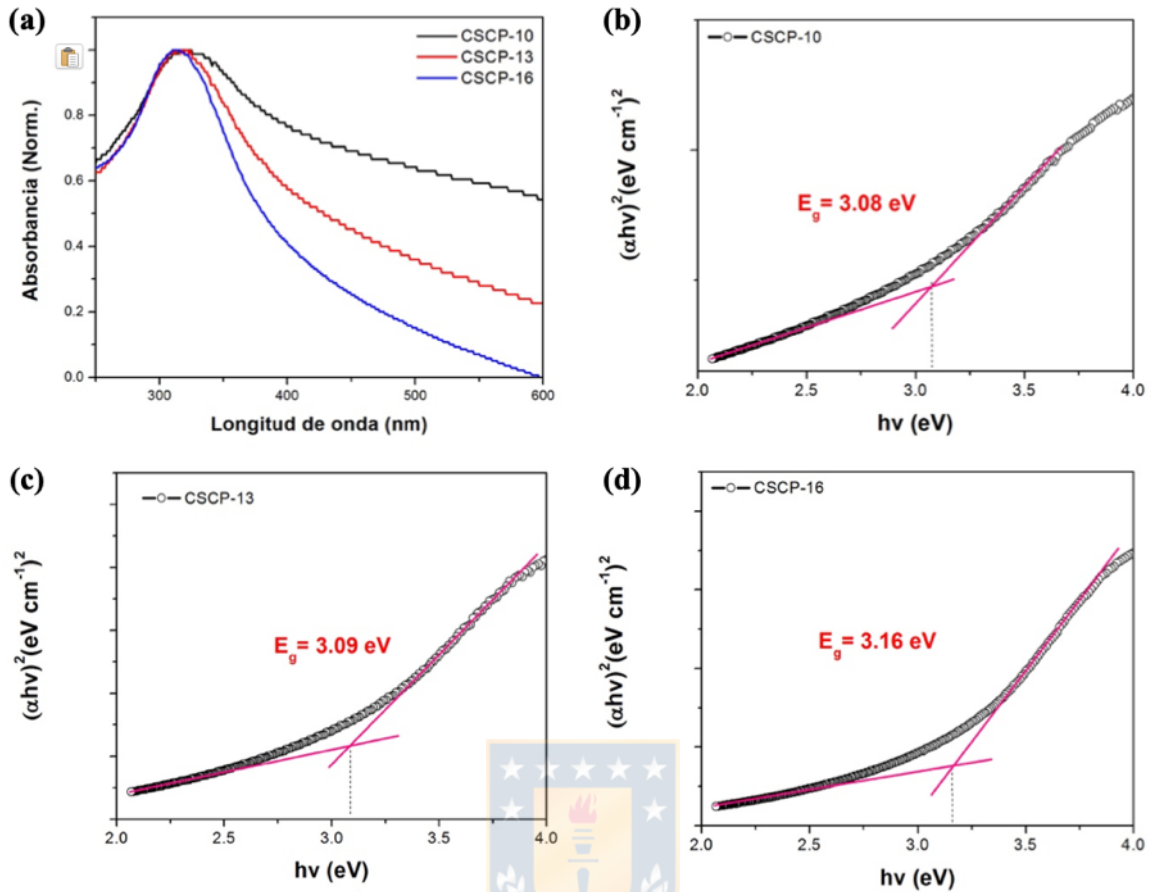 (a)
CSCP-10
CSCP-13
CSCP-16
Absorbancia (Norm.)
0.8
0.6
0.4
0.2
0.0
300 400 500 600
Longitud de onda (nm)
(b)
CSCP-10
(αhν)²(eV cm⁻¹)²
E_g= 3.08 eV
2.0 2.5 3.0 3.5 4.0
hν (eV)
(c)
CSCP-13
(αhν)²(eV cm⁻¹)²
E_g= 3.09 eV
2.0 2.5 3.0 3.5 4.0
hν (eV)
(d)
CSCP-16
(αhν)²(eV cm⁻¹)²
E_g= 3.16 eV
2.0 2.5 3.0 3.5 4.0
hν (eV)